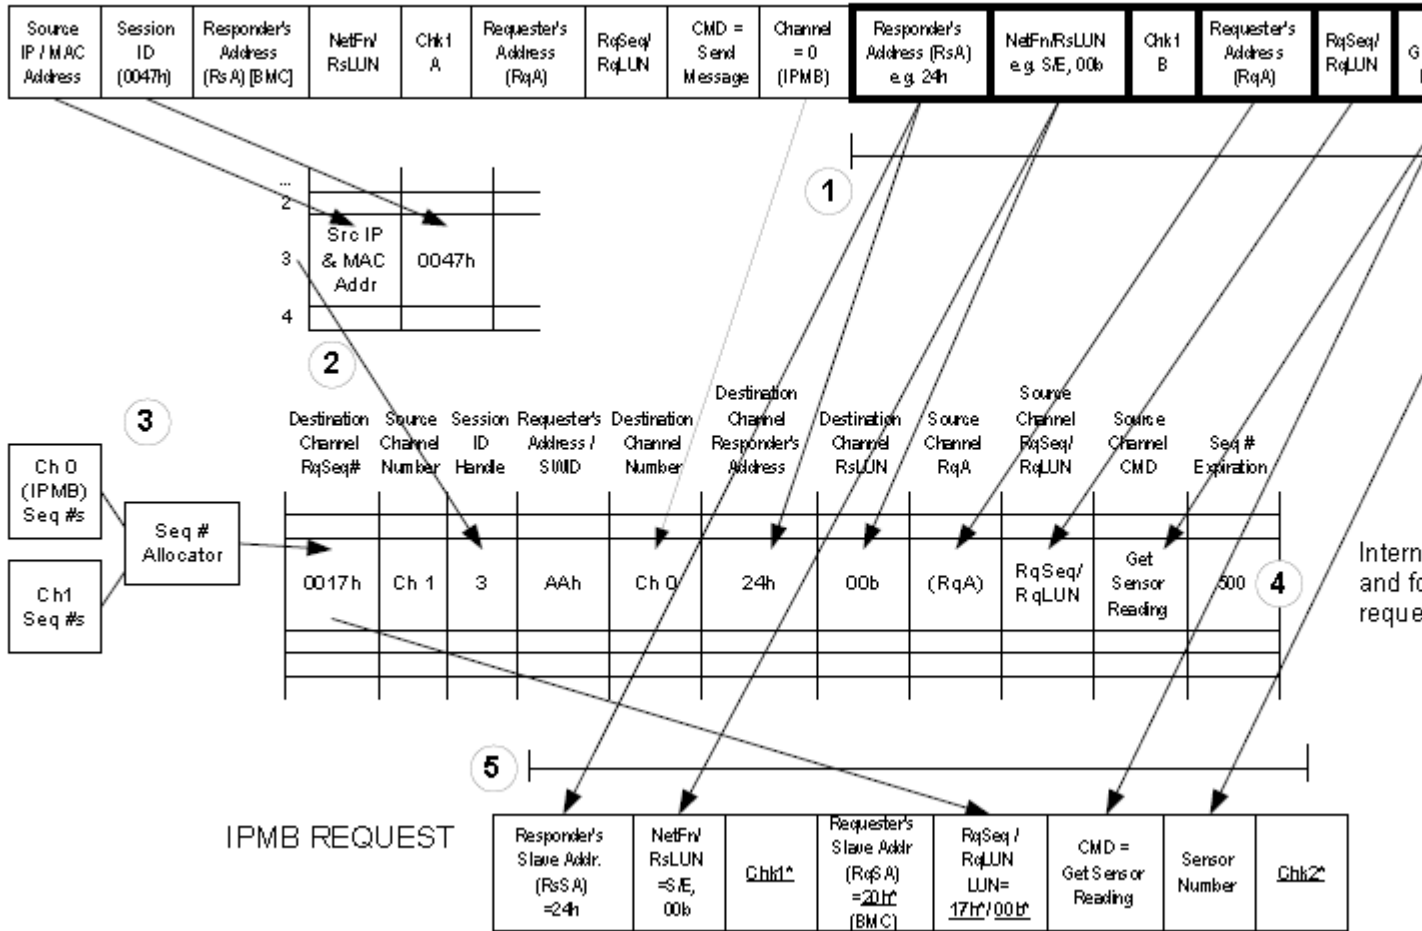 Source
IP / MAC
Address
Session
ID
(0047h)
Responder's
Address
(RsA) [BMC]
NetFn/
RsLUN
Chk1
A
Requester's
Address
(RqA)
RqSeq/
RqLUN
CMD =
Send
Message
Channel
= 0
(IPMB)
Responder's
Address (RsA)
e.g. 24h
NetFn/RsLUN
e.g. S/E, 00b
Chk1
B
Requester's
Address
(RqA)
RqSeq/
RqLUN
G
1
...
2
3
4
Src IP
& MAC
Addr
0047h
2
3
Ch 0
(IPMB)
Seq #s
Ch1
Seq #s
Seq #
Allocator
Destination
Channel
RqSeq#
Source
Channel
Number
Session
ID
Handle
Requester's
Address /
SWID
Destination
Channel
Number
Destination
Channel
Responder's
Address
Destination
Channel
RsLUN
Source
Channel
RqA
Source
Channel
RqSeq/
RqLUN
Source
Channel
CMD
Seq #
Expiration
0017h
Ch 1
3
AAh
Ch 0
24h
00b
(RqA)
RqSeq/
RqLUN
Get
Sensor
Reading
500
4
Intern
and fo
reque
5
IPMB REQUEST
Responder's
Slave Addr.
(RsSA)
=24h
NetFn/
RsLUN
=S/E,
00b
Chk1*
Requester's
Slave Addr
(RqSA)
=20h*
(BMC)
RqSeq /
RqLUN
LUN=
17h*/00b*
CMD =
Get Sensor
Reading
Sensor
Number
Chk2*